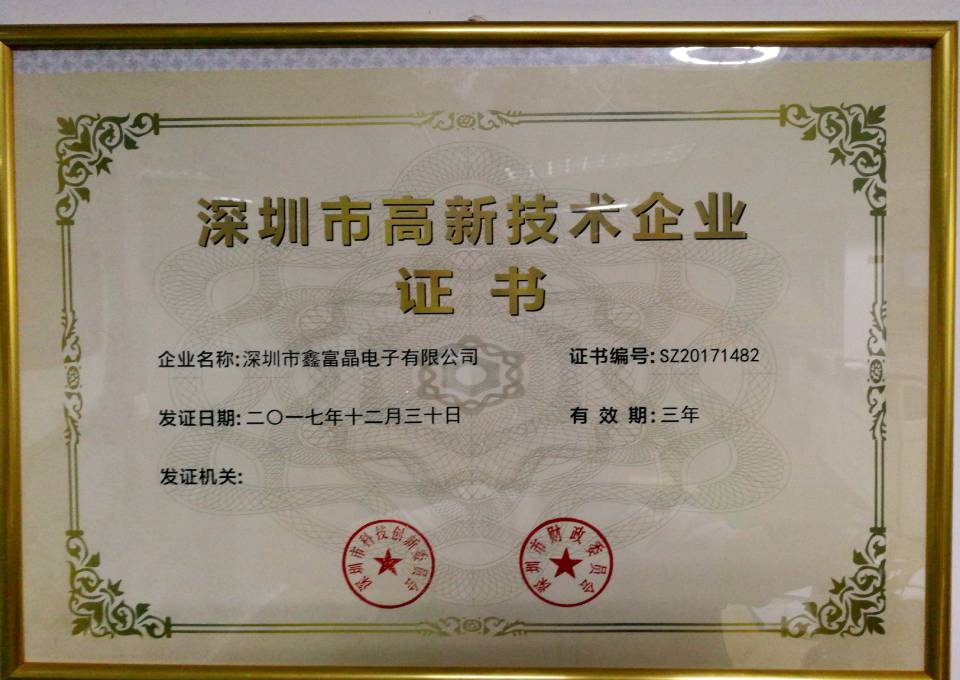 深圳市高新技术企业
证书
企业名称:深圳市鑫富晶电子有限公司
证书编号:SZ20171482
发证日期:二〇一七年十二月三十日
有效期:三年
发证机关:
深圳市科技创新委员会
深圳市财政委员会